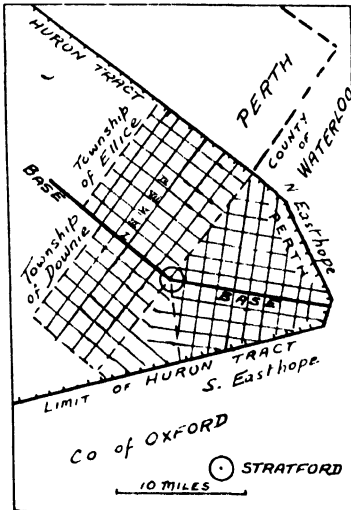 HURON TRACT
PERTH
COUNTY
OF
WATERLOO
Township
of Ellice
BASE
N Easthope
PERTH
Township
of Downie
BASE
LIMIT OF HURON TRACT
S. Easthope
Co of OXFORD
STRATFORD
10 MILES